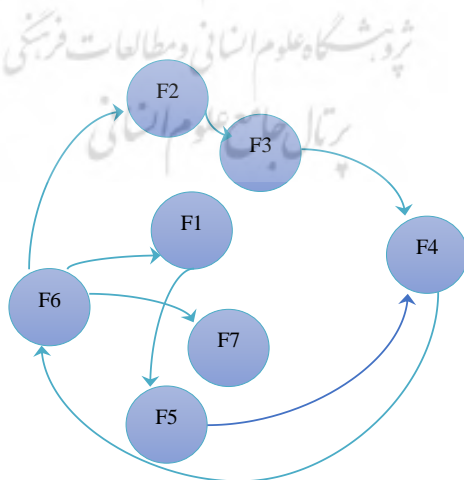 پژوهشگاه علوم انسانی و مطالعات فرهنگی
پرتال جامع علوم انسانی
F2
F3
F1
F4
F6
F7
F5